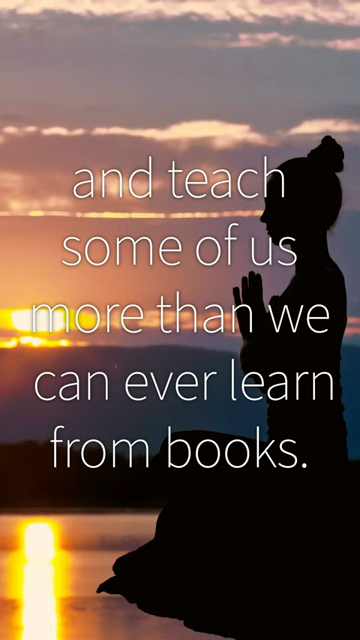 and teach
some of us
more than we
can ever learn
from books.